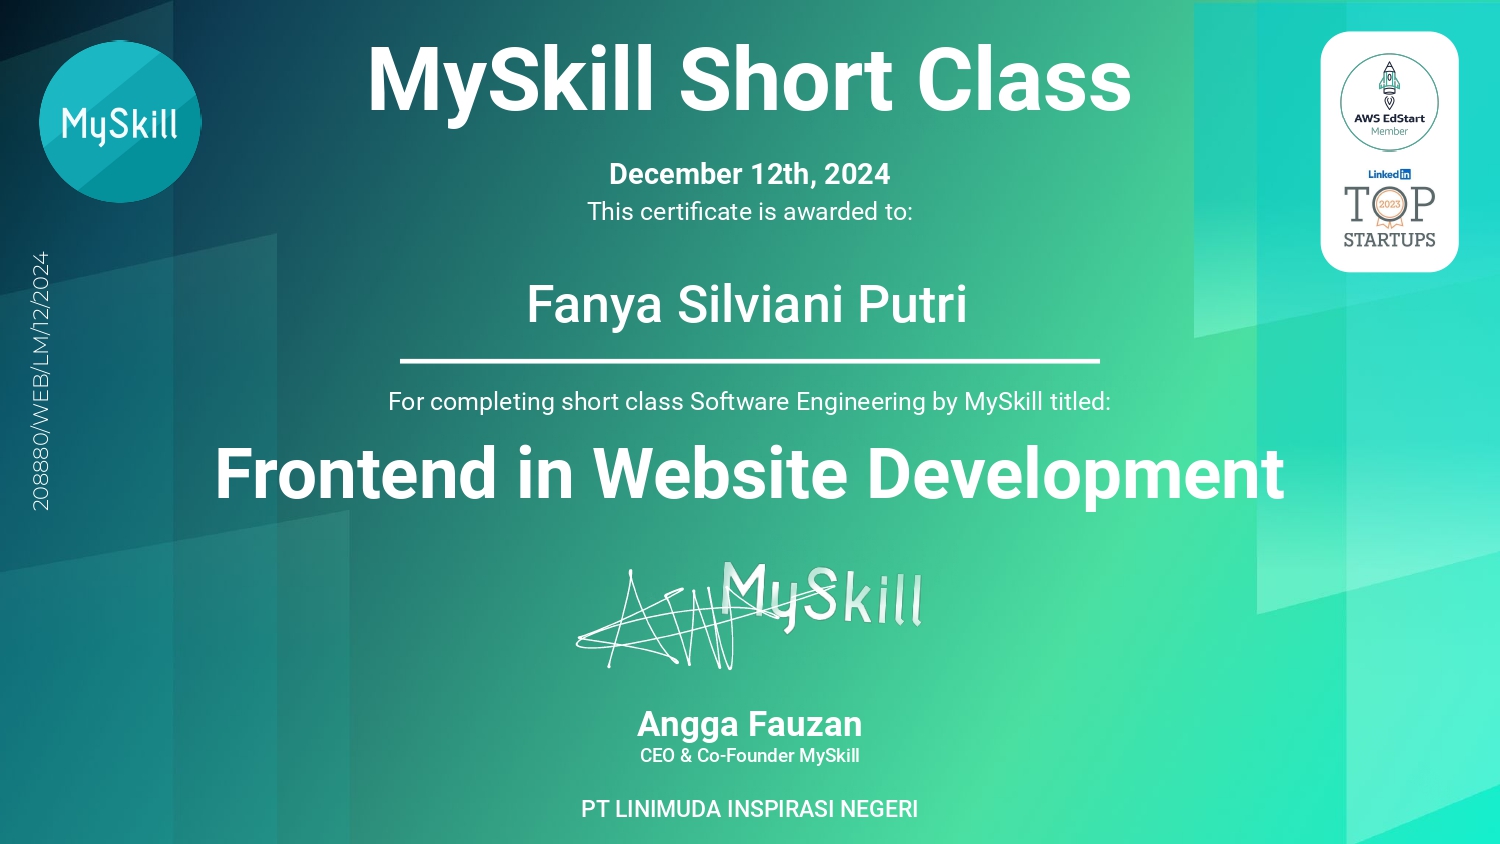 MySkill
MySkill Short Class
AWS EdStart
Member
LinkedIn
TOP
2023
STARTUPS
December 12th, 2024
This certificate is awarded to:
208880/WEB/LM/12/2024
Fanya Silviani Putri
For completing short class Software Engineering by MySkill titled:
Frontend in Website Development
MySkill
Angga Fauzan
CEO & Co-Founder MySkill
PT LINIMUDA INSPIRASI NEGERI